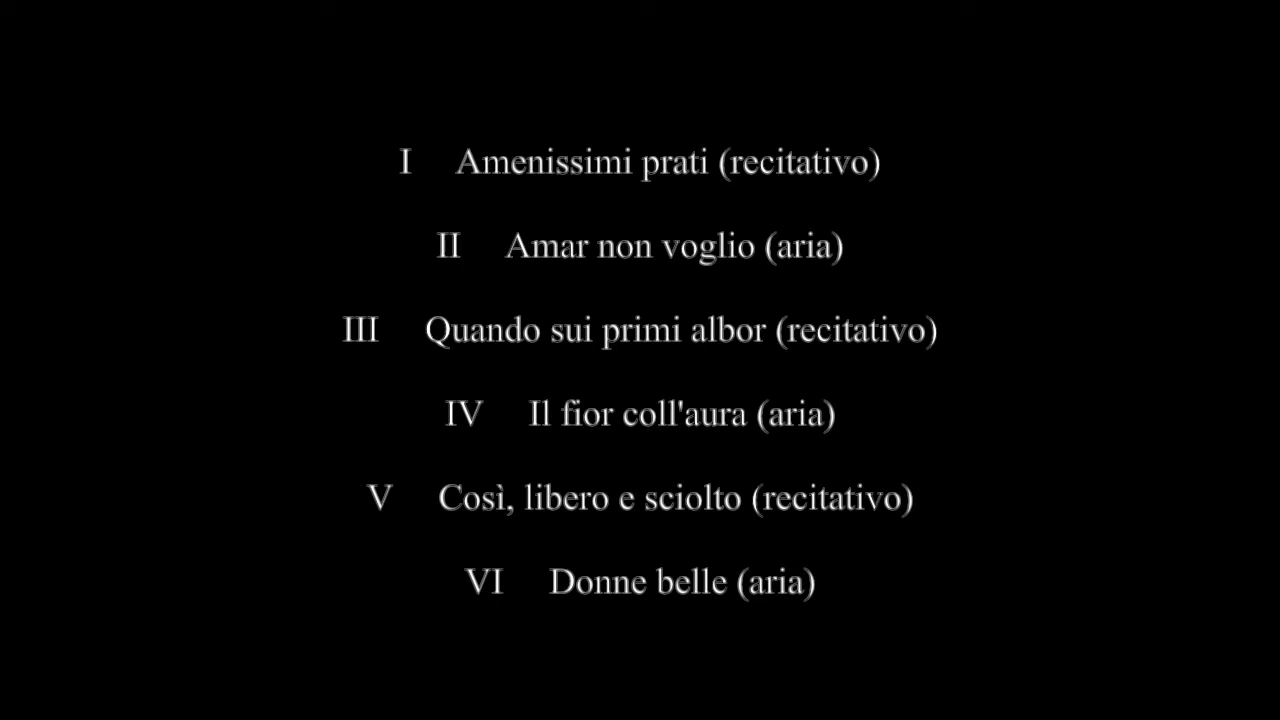 I Amenissimi prati (recitativo)
II Amar non voglio (aria)
III Quando sui primi albor (recitativo)
IV Il fior coll'aura (aria)
V Così, libero e sciolto (recitativo)
VI Donne belle (aria)